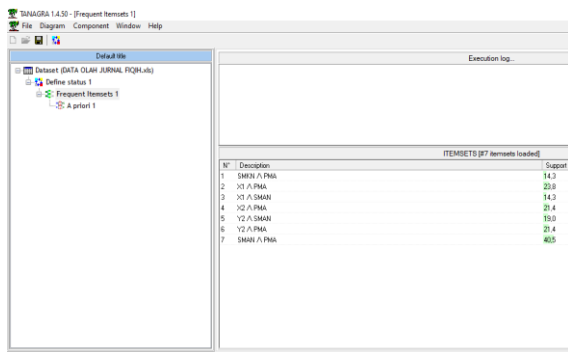 TANAGRA 1.4.50 - [Frequent Itemsets 1]
File Diagram Component Window Help
Default title
Dataset (DATA OLAH JURNAL FIQIH.xls)
Define status 1
Frequent Itemsets 1
A priori 1
Execution log...
ITEMSETS [#7 itemsets loaded]
N° Description Support
1 SMKN /\ PMA 14,3
2 X1 /\ PMA 23,8
3 X1 /\ SMAN 14,3
4 X2 /\ PMA 21,4
5 Y2 /\ SMAN 19,0
6 Y2 /\ PMA 21,4
7 SMAN /\ PMA 40,5